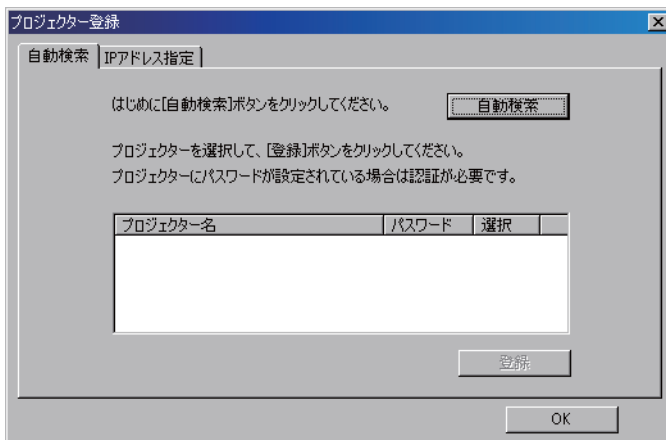 プロジェクター登録
自動検索 IPアドレス指定
はじめに[自動検索]ボタンをクリックしてください。 自動検索
プロジェクターを選択して、[登録]ボタンをクリックしてください。
プロジェクターにパスワードが設定されている場合は認証が必要です。
プロジェクター名 パスワード 選択
登録
OK